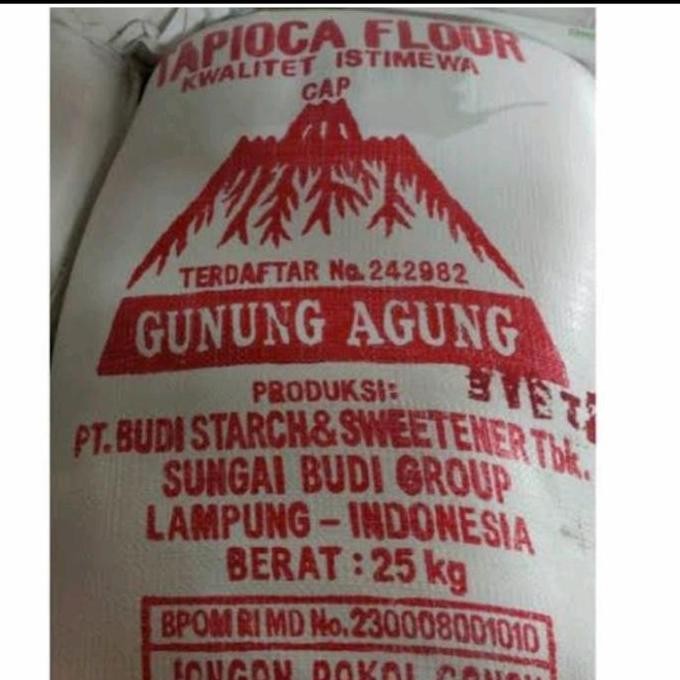 TAPIOCA FLOUR
KWALITET ISTIMEWA
CAP
TERDAFTAR No. 242982
GUNUNG AGUNG
PRODUKSI:
PT. BUDI STARCH & SWEETENER Tbk.
SUNGAI BUDI GROUP
LAMPUNG - INDONESIA
BERAT : 25 kg
BPOM RI MD No. 230008001010